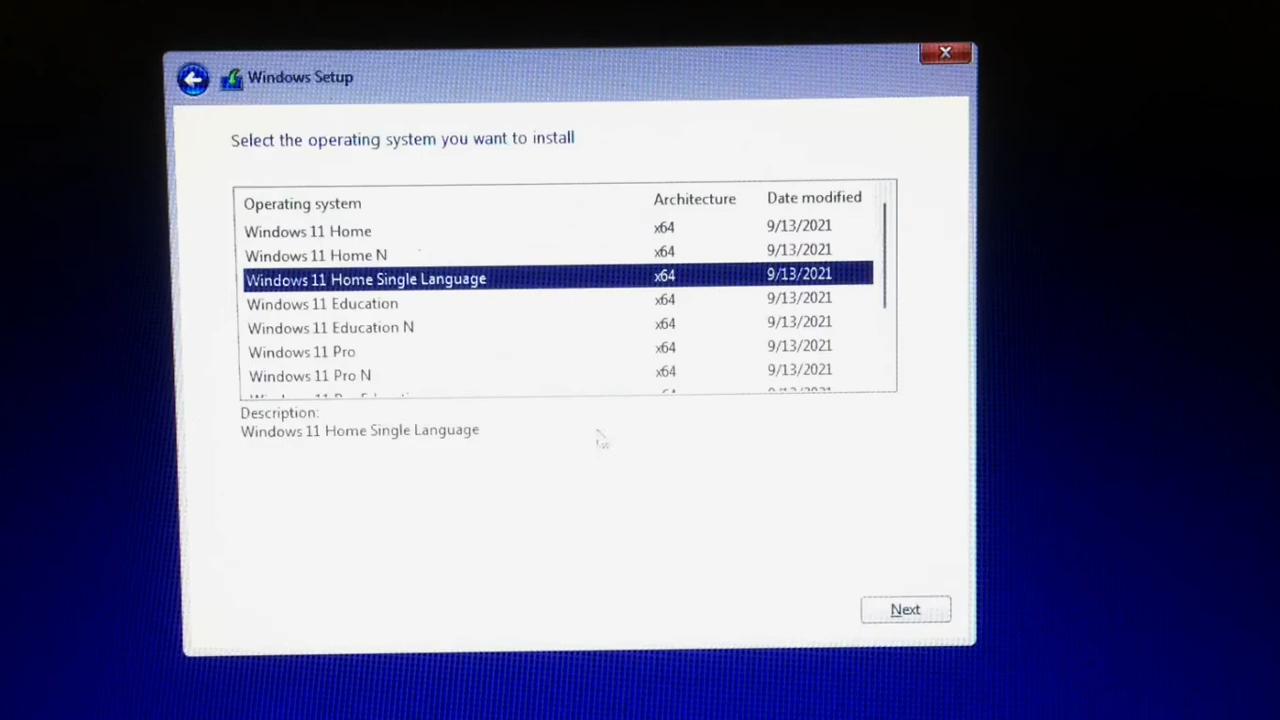 Windows Setup
Select the operating system you want to install
Operating system Architecture Date modified
Windows 11 Home x64 9/13/2021
Windows 11 Home N x64 9/13/2021
Windows 11 Home Single Language x64 9/13/2021
Windows 11 Education x64 9/13/2021
Windows 11 Education N x64 9/13/2021
Windows 11 Pro x64 9/13/2021
Windows 11 Pro N x64 9/13/2021
Description:
Windows 11 Home Single Language
Next